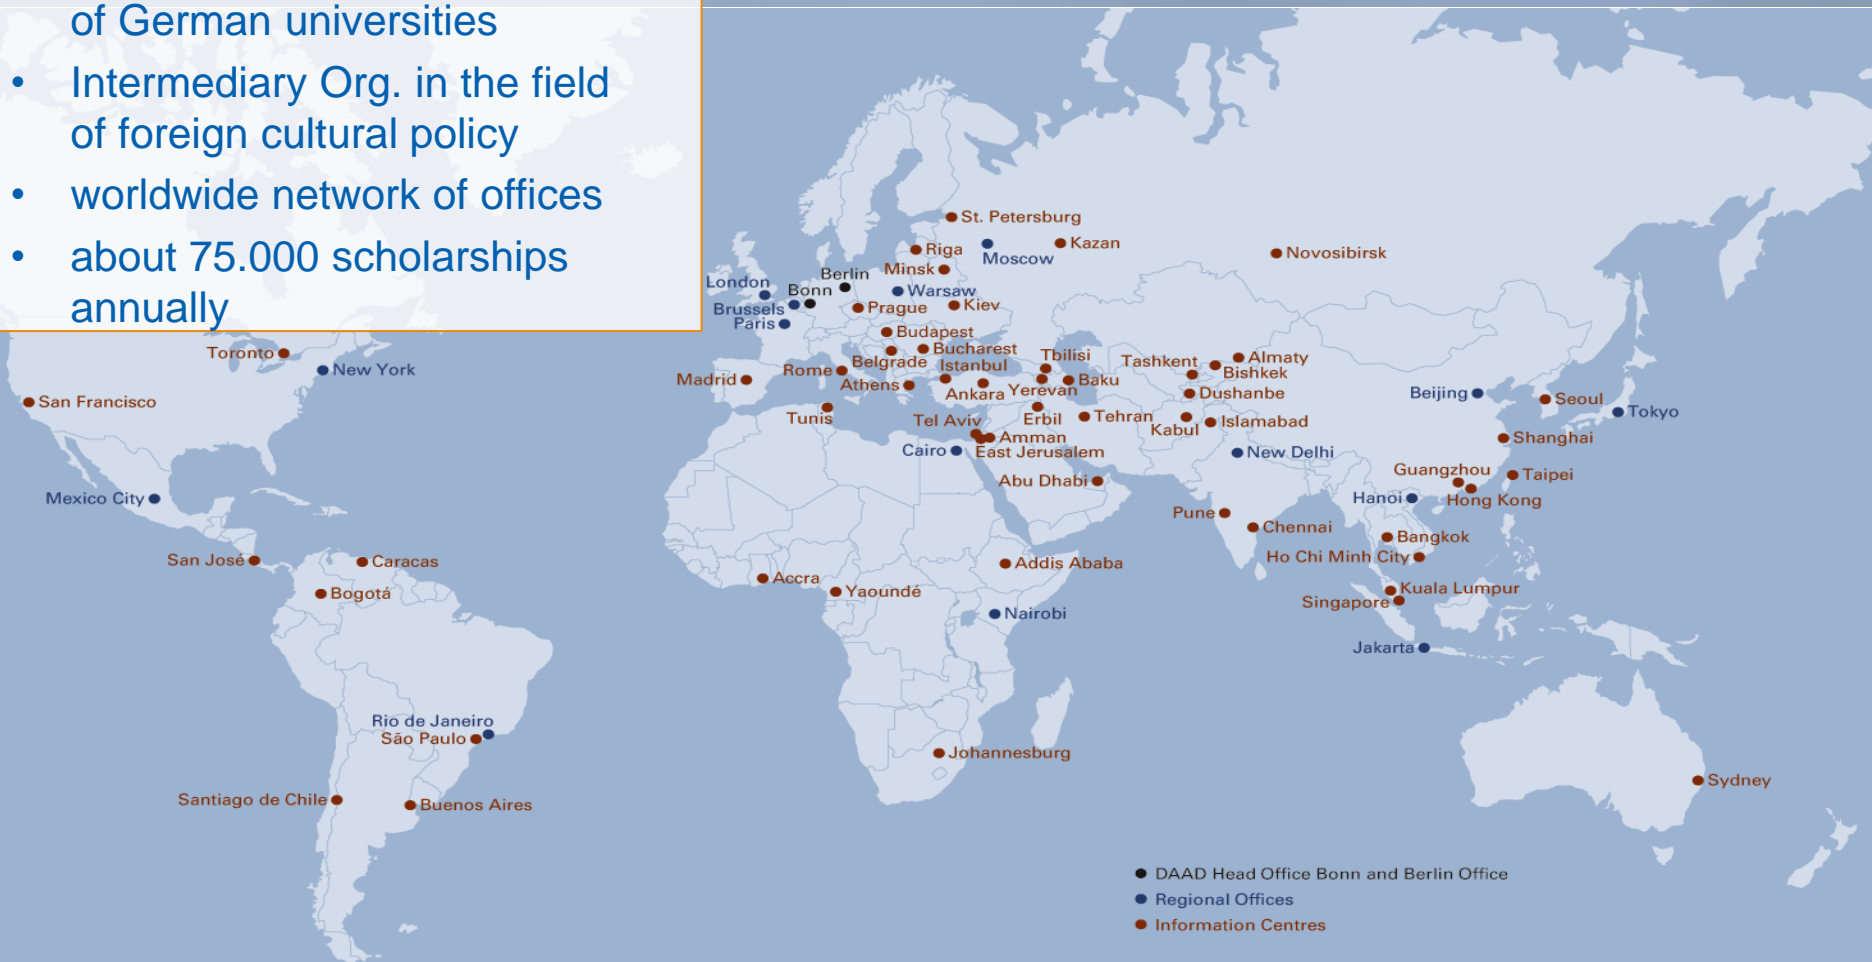 of German universities
• Intermediary Org. in the field
of foreign cultural policy
• worldwide network of offices
• about 75.000 scholarships
annually
St. Petersburg
Riga
Moscow
Kazan
Novosibirsk
Minsk
Berlin
London
Bonn
Warsaw
Brussels
Prague
Kiev
Paris
Budapest
Toronto
Bucharest
Belgrade
Istanbul
Tbilisi
Tashkent
Almaty
New York
Rome
Bishkek
Madrid
Athens
Ankara
Yerevan
Baku
Dushanbe
Beijing
San Francisco
Seoul
Tokyo
Tunis
Tel Aviv
Erbil
Tehran
Kabul
Islamabad
Amman
Shanghai
Cairo
East Jerusalem
New Delhi
Guangzhou
Taipei
Abu Dhabi
Mexico City
Hanoi
Hong Kong
Pune
Chennai
Bangkok
San José
Caracas
Addis Ababa
Ho Chi Minh City
Accra
Bogotá
Yaoundé
Kuala Lumpur
Singapore
Nairobi
Jakarta
Rio de Janeiro
São Paulo
Johannesburg
Sydney
Santiago de Chile
Buenos Aires
DAAD Head Office Bonn and Berlin Office
Regional Offices
Information Centres